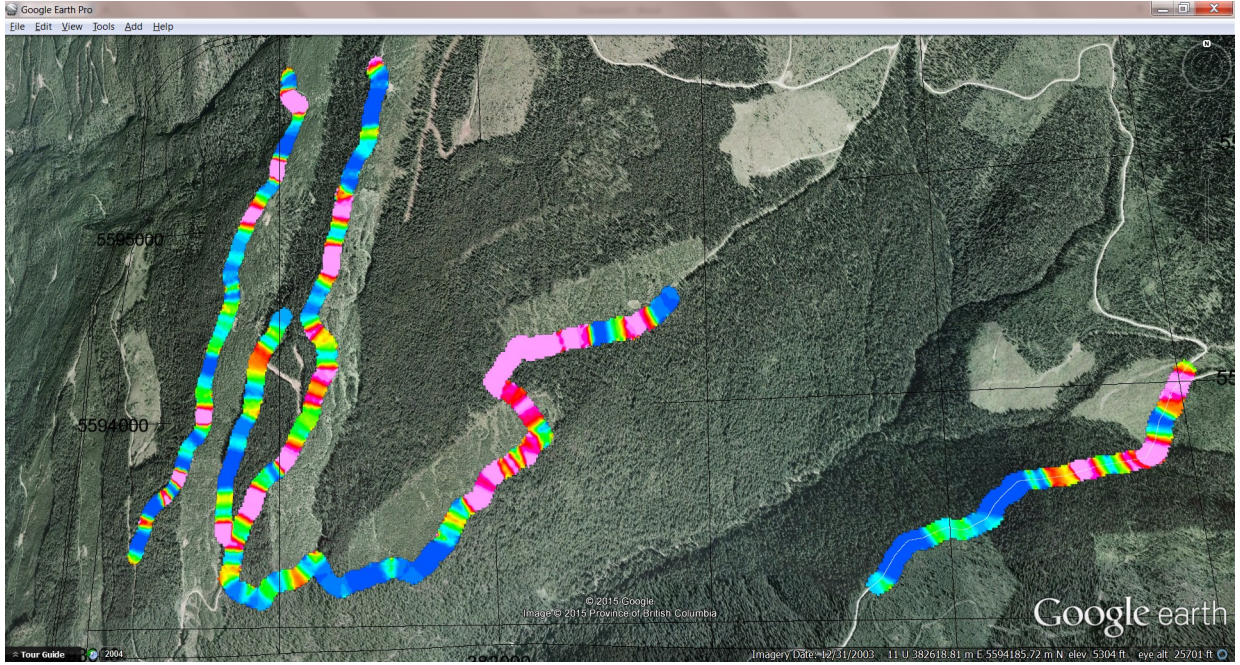 Google Earth Pro
File Edit View Tools Add Help
N
5595000
5594000
© 2015 Google
Image © 2015 Province of British Columbia
Google earth
Tour Guide
2004
Imagery Date: 12/31/2003 11 U 382618.81 m E 5594185.72 m N elev 5304 ft eye alt 25701 ft